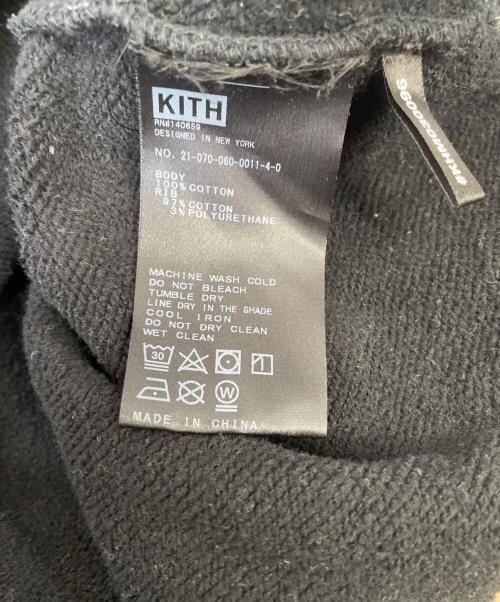 KITH
RN#140659
DESIGNED IN NEW YORK
NO. 21-070-060-0011-4-0
BODY
100% COTTON
RIB
97% COTTON
3% POLYURETHANE
MACHINE WASH COLD
DO NOT BLEACH
TUMBLE DRY
LINE DRY IN THE SHADE
COOL IRON
DO NOT DRY CLEAN
WET CLEAN
30
W
MADE IN CHINA